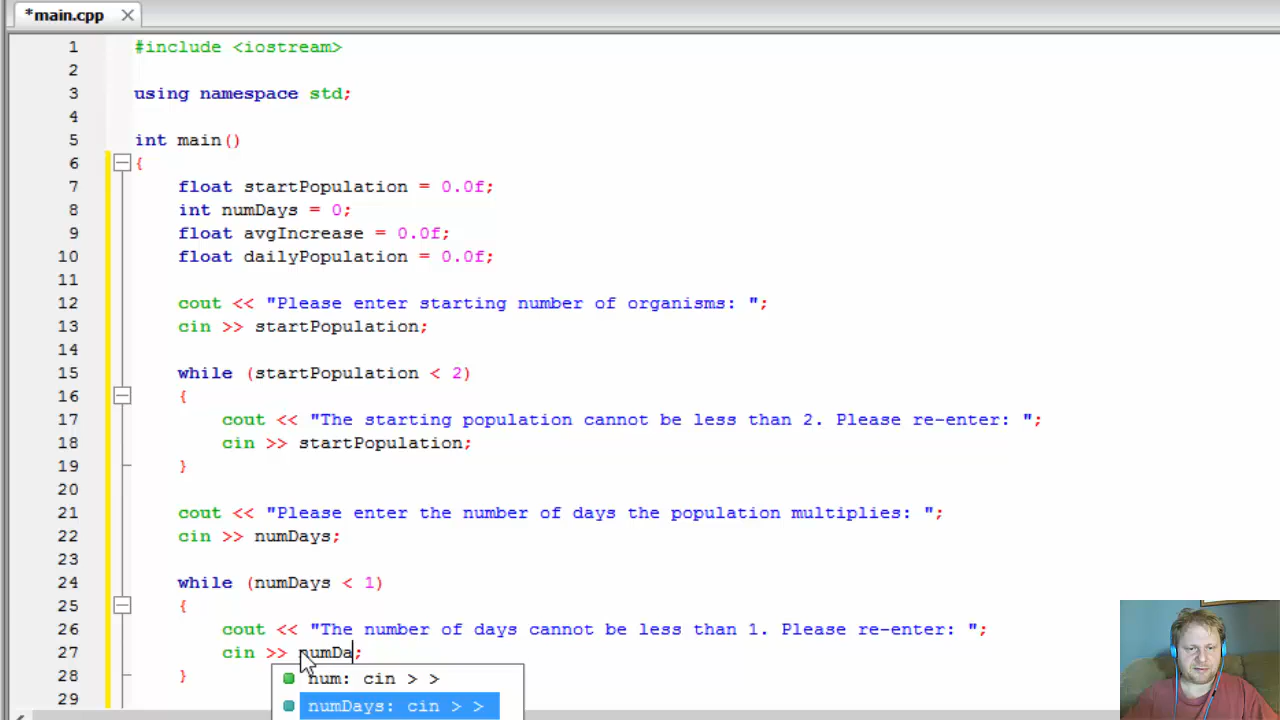 *main.cpp
1 #include <iostream>
2
3 using namespace std;
4
5 int main()
6 {
7 float startPopulation = 0.0f;
8 int numDays = 0;
9 float avgIncrease = 0.0f;
10 float dailyPopulation = 0.0f;
11
12 cout << "Please enter starting number of organisms: ";
13 cin >> startPopulation;
14
15 while (startPopulation < 2)
16 {
17 cout << "The starting population cannot be less than 2. Please re-enter: ";
18 cin >> startPopulation;
19 }
20
21 cout << "Please enter the number of days the population multiplies: ";
22 cin >> numDays;
23
24 while (numDays < 1)
25 {
26 cout << "The number of days cannot be less than 1. Please re-enter: ";
27 cin >> numDa;
28 }
num: cin > >
29
numDays: cin > >